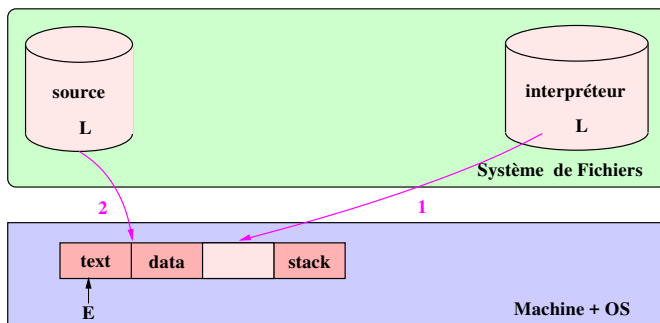 source
L
interpréteur
L
Système de Fichiers
2
1
text data stack
E
Machine + OS